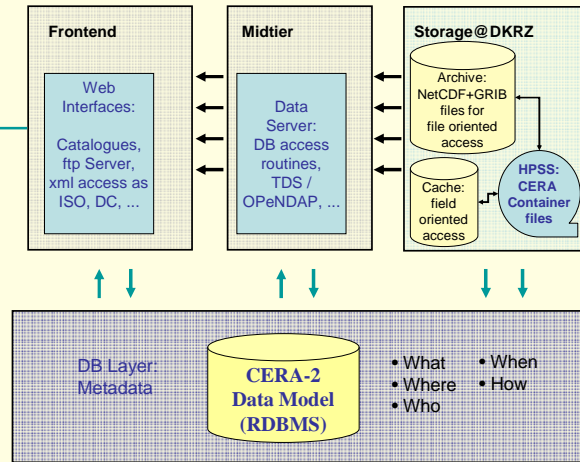 Frontend
Web
Interfaces:
Catalogues,
ftp Server,
xml access as
ISO, DC, ...
Midtier
Data
Server:
DB access
routines,
TDS /
OPeNDAP, ...
Storage@DKRZ
Archive:
NetCDF+GRIB
files for
file oriented
access
Cache:
field
oriented
access
HPSS:
CERA
Container
files
DB Layer:
Metadata
CERA-2
Data Model
(RDBMS)
• What
• Where
• Who
• When
• How